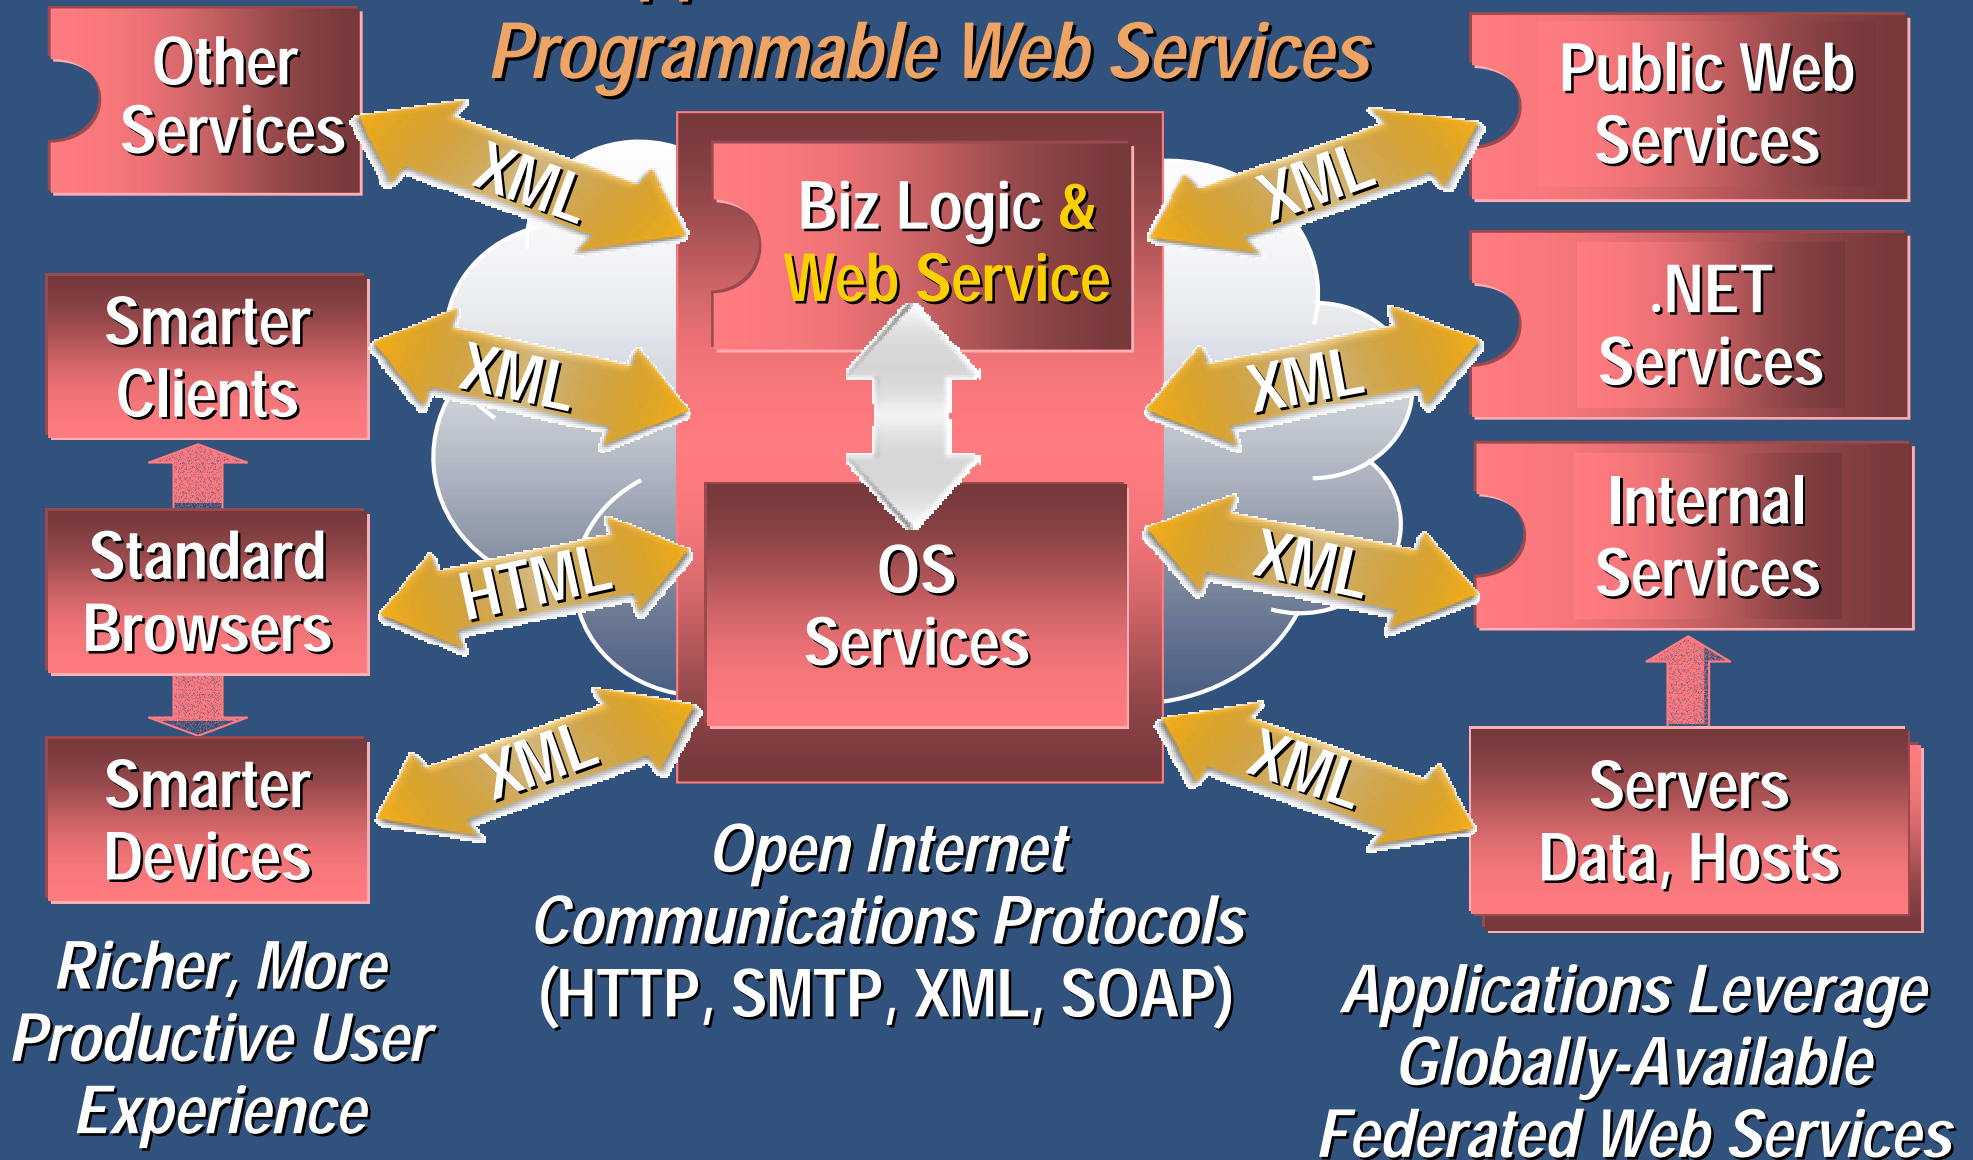 Programmable Web Services
Other
Services
XML
Biz Logic &
Web Service
XML
Public Web
Services
Smarter
Clients
XML
XML
.NET
Services
Standard
Browsers
HTML
OS
Services
XML
Internal
Services
Smarter
Devices
XML
XML
Servers
Data, Hosts
Richer, More
Productive User
Experience
Open Internet
Communications Protocols
(HTTP, SMTP, XML, SOAP)
Applications Leverage
Globally-Available
Federated Web Services